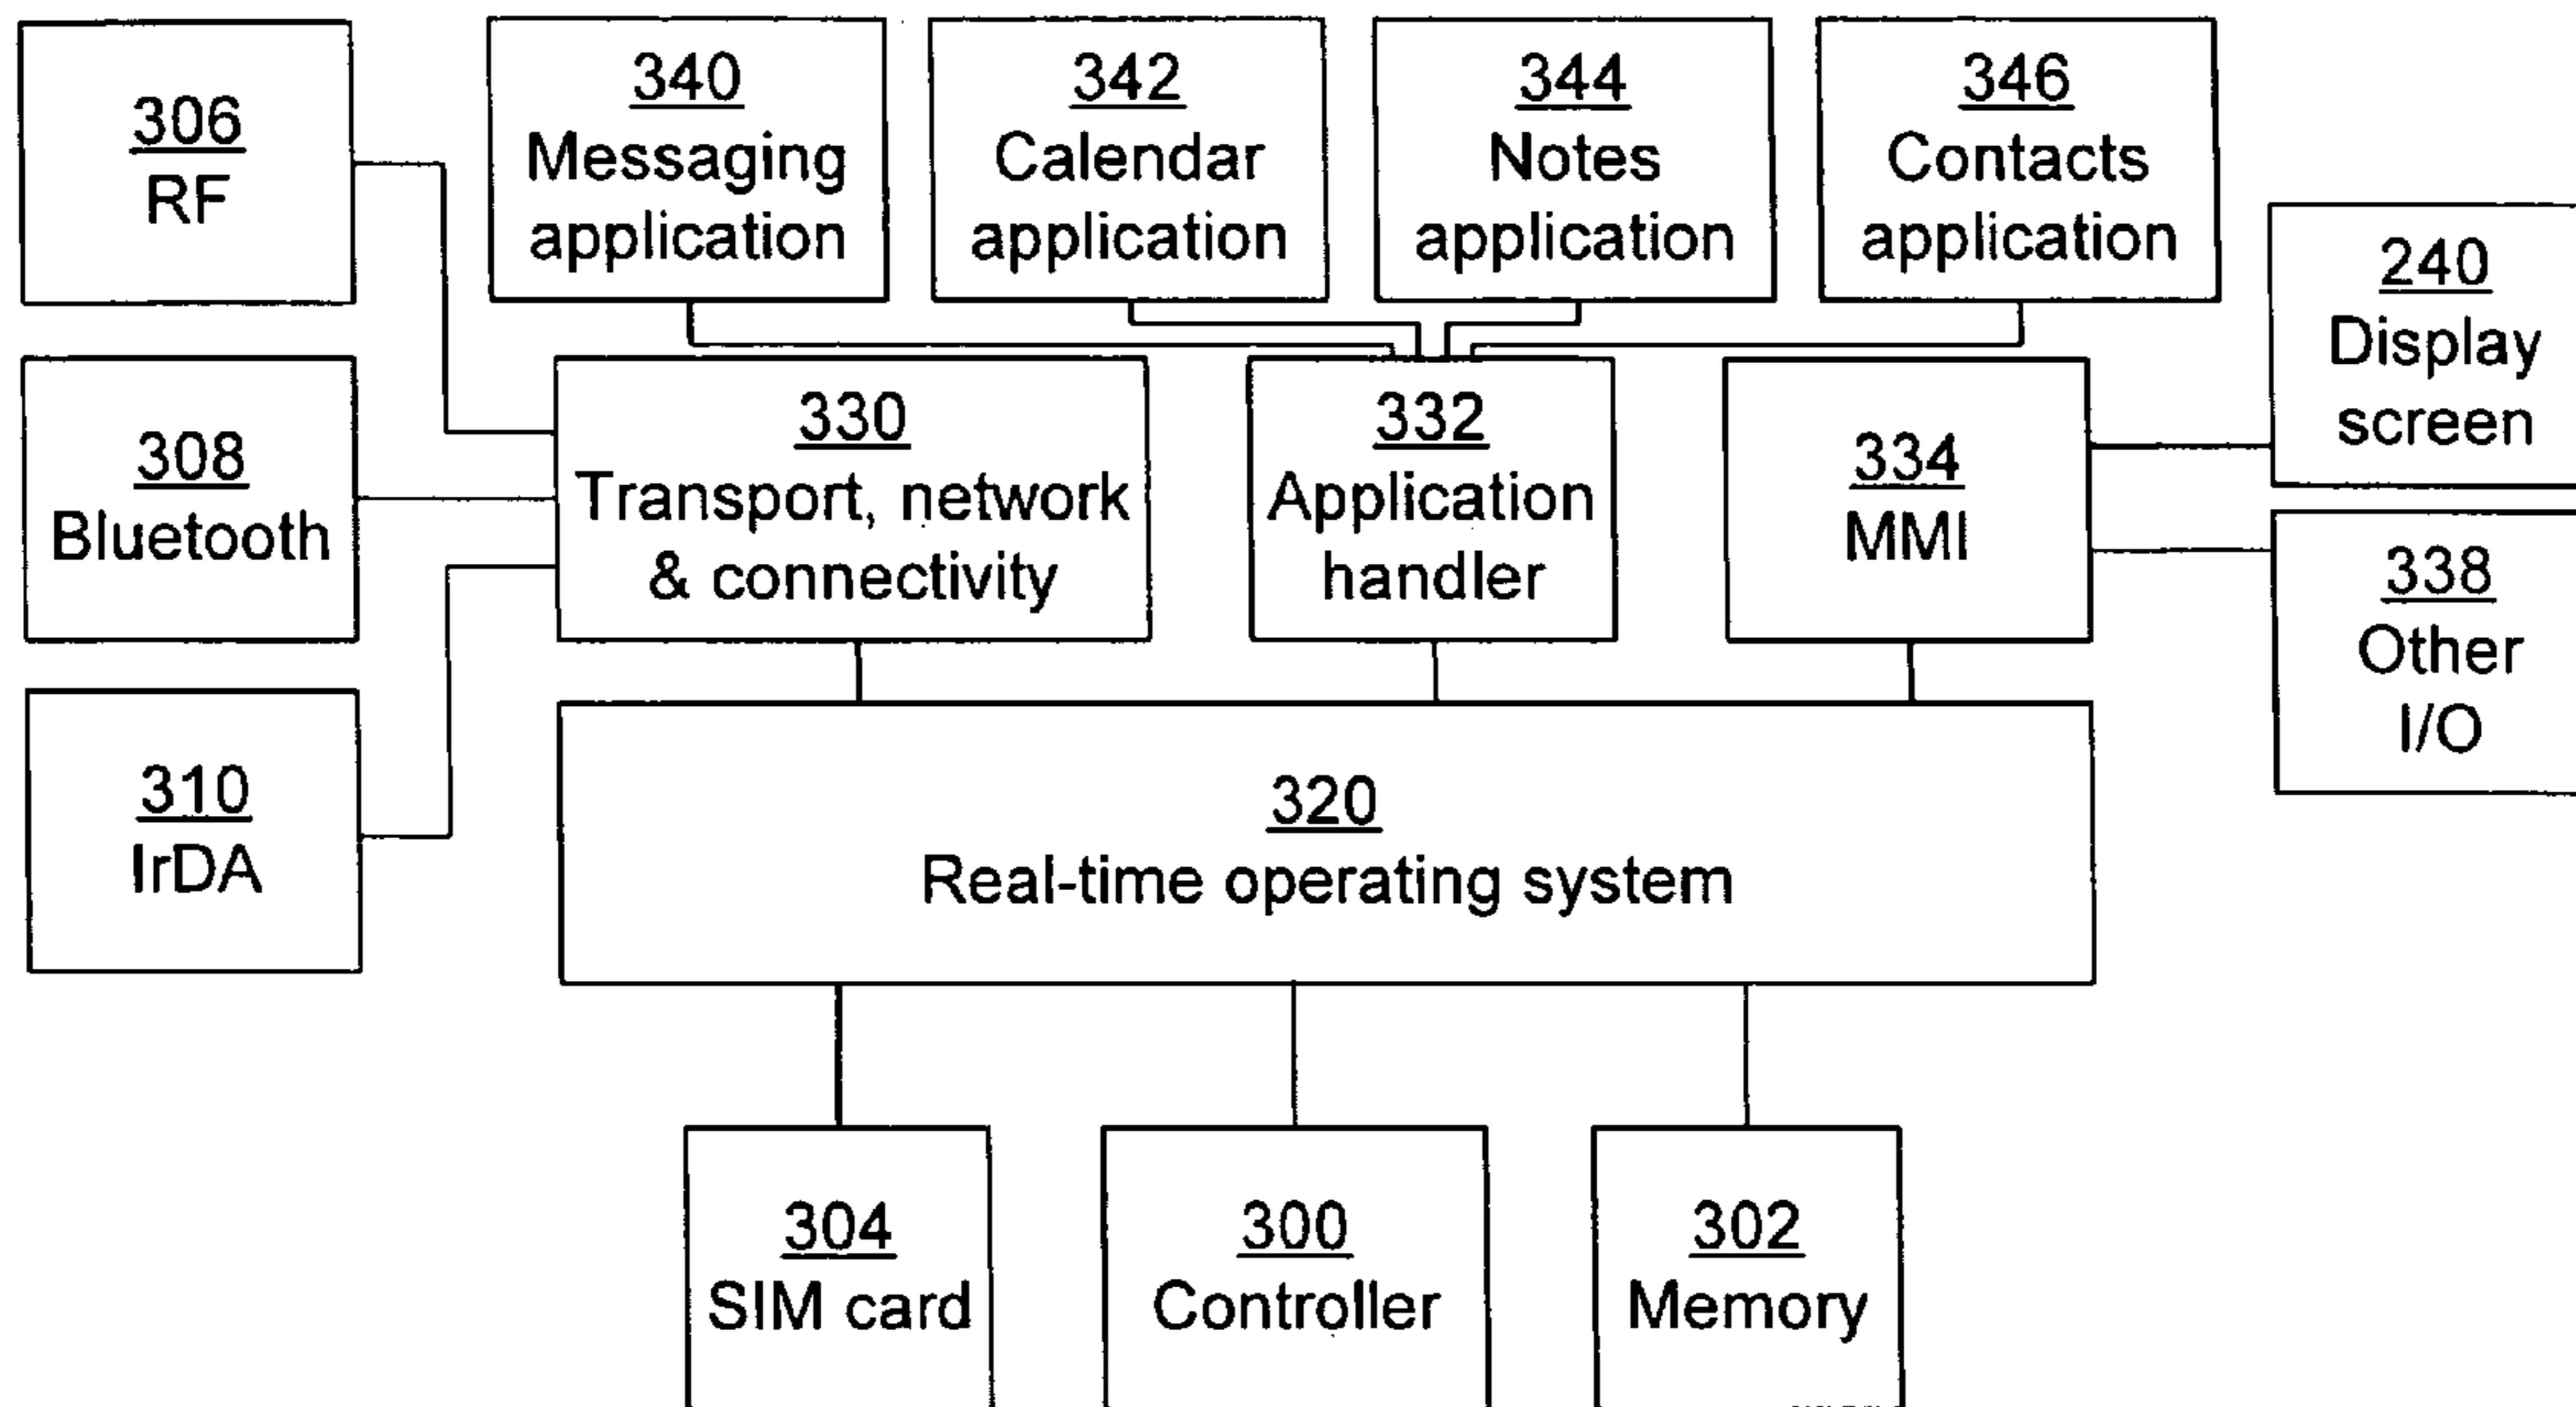 306
RF
340
Messaging
application
342
Calendar
application
344
Notes
application
346
Contacts
application
240
Display
screen
308
Bluetooth
330
Transport, network
& connectivity
332
Application
handler
334
MMI
338
Other
I/O
310
IrDA
320
Real-time operating system
304
SIM card
300
Controller
302
Memory